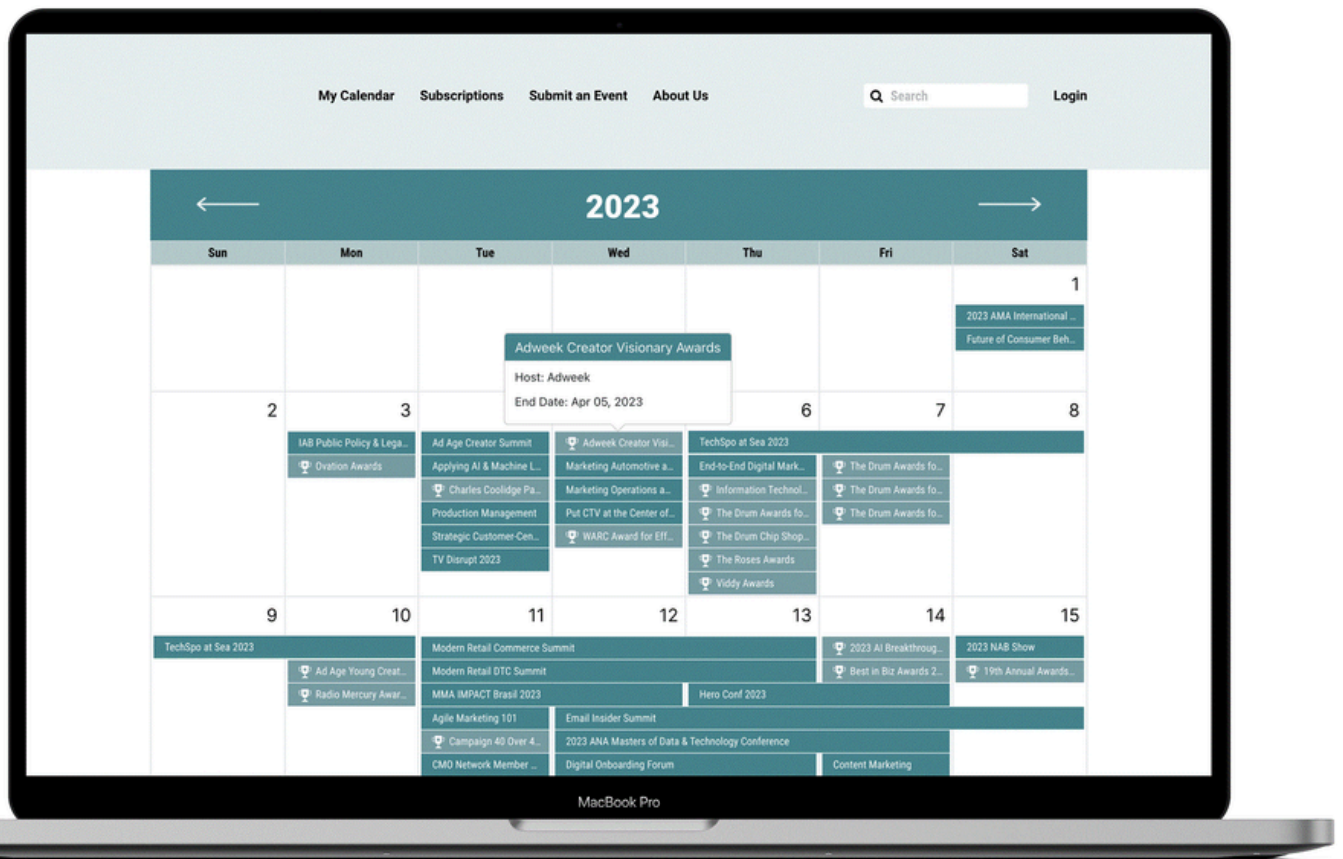 My Calendar Subscriptions Submit an Event About Us Search Login
2023
Sun Mon Tue Wed Thu Fri Sat
1
2023 AMA International ...
Future of Consumer Beh...
Adweek Creator Visionary Awards
Host: Adweek
End Date: Apr 05, 2023
2 3 6 7 8
IAB Public Policy & Lega... Ad Age Creator Summit Adweek Creator Visi... TechSpo at Sea 2023
Ovation Awards Applying AI & Machine L... Marketing Automotive a... End-to-End Digital Mark... The Drum Awards fo...
Charles Coolidge Pa... Marketing Operations a... Information Technol... The Drum Awards fo...
Production Management Put CTV at the Center of... The Drum Awards fo... The Drum Awards fo...
Strategic Customer-Cen... WARC Award for Eff... The Drum Chip Shop...
TV Disrupt 2023 The Roses Awards
Viddy Awards
9 10 11 12 13 14 15
TechSpo at Sea 2023 Modern Retail Commerce Summit 2023 AI Breakthroug... 2023 NAB Show
Ad Age Young Creat... Modern Retail DTC Summit Best in Biz Awards 2... 19th Annual Awards...
Radio Mercury Awar... MMA IMPACT Brasil 2023 Hero Conf 2023
Agile Marketing 101 Email Insider Summit
Campaign 40 Over 4... 2023 ANA Masters of Data & Technology Conference
CMO Network Member ... Digital Onboarding Forum Content Marketing
MacBook Pro